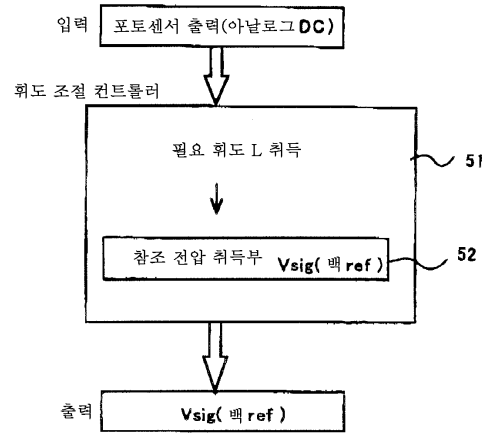 입력 포토센서 출력(아날로그DC)
휘도 조절 컨트롤러
필요 휘도 L 취득
51
참조 전압 취득부 Vsig(백ref)
52
출력 Vsig(백ref)